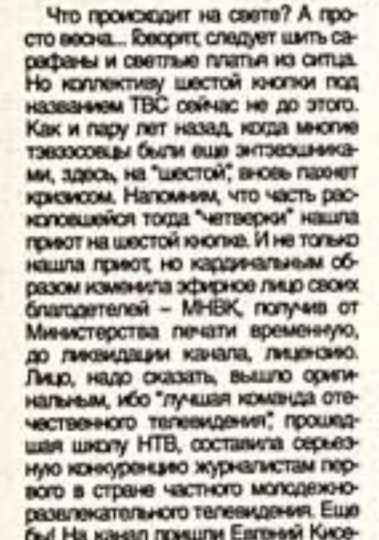 Что происходит на свете? А про-
сто весна... Говорят, следует шить са-
рафаны и светлые платья из ситца.
Но коллективу шестой кнопки под
названием ТВС сейчас не до этого.
Как и пару лет назад, когда многие
тэвээсовцы были еще энтэвэшника-
ми, здесь, на "шестой", вновь пахнет
кризисом. Напомним, что часть рас-
коловшейся тогда "четверки" нашла
приют на шестой кнопке. И не только
нашла приют, но кардинальным об-
разом изменила эфирное лицо своих
благодетелей – МНВК, получив от
Министерства печати временную,
до ликвидации канала, лицензию.
Лицо, надо сказать, вышло ориги-
нальным, ибо "лучшая команда оте-
чественного телевидения", прошед-
шая школу НТВ, составила серьез-
ную конкуренцию журналистам пер-
вого в стране частного молодежно-
развлекательного телевидения. Еще
бы! На канал пришли Евгений Кисе-